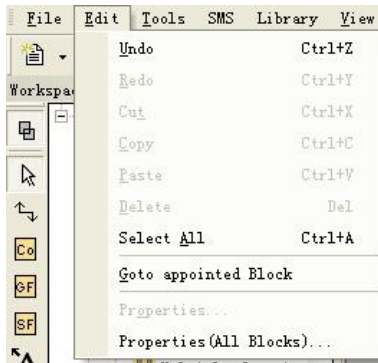 File Edit Tools SMS Library View
Undo Ctrl+Z
Redo Ctrl+Y
Workspa
Cut Ctrl+X
Copy Ctrl+C
Paste Ctrl+V
Delete Del
Select All Ctrl+A
Co
Goto appointed Block
GF
Properties...
SF
Properties(All Blocks)...